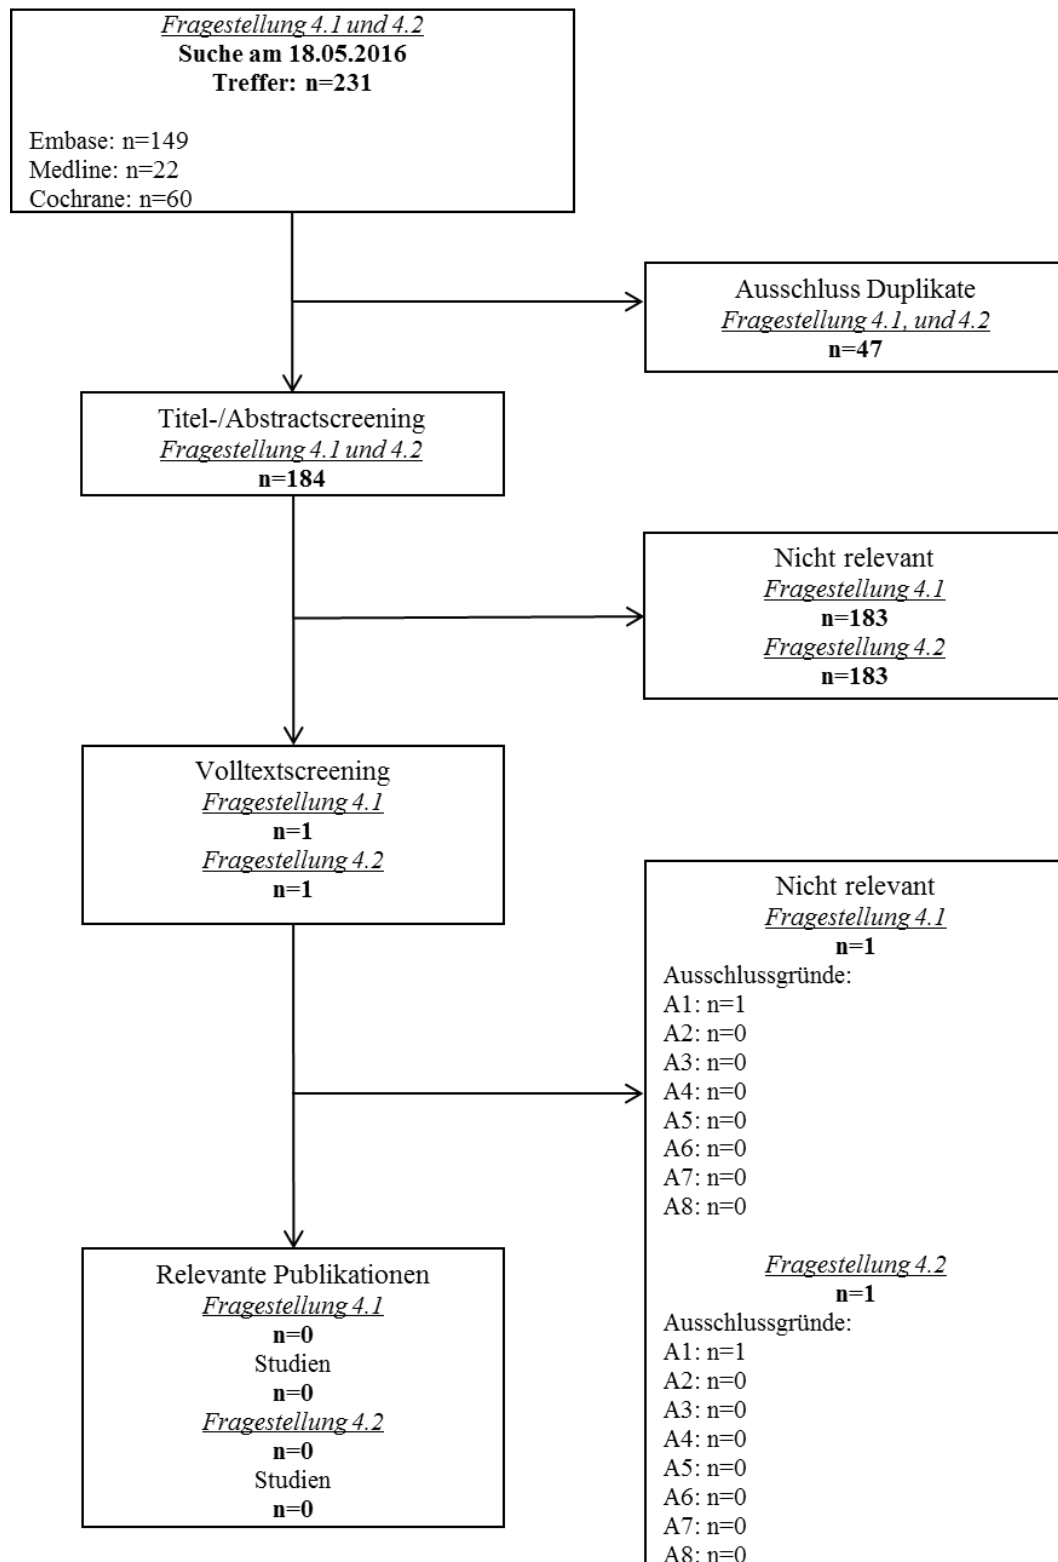 Fragestellung 4.1 und 4.2
Suche am 18.05.2016
Treffer: n=231
Embase: n=149
Medline: n=22
Cochrane: n=60
Ausschluss Duplikate
Fragestellung 4.1, und 4.2
n=47
Titel-/Abstractscreening
Fragestellung 4.1 und 4.2
n=184
Nicht relevant
Fragestellung 4.1
n=183
Fragestellung 4.2
n=183
Volltextscreening
Fragestellung 4.1
n=1
Fragestellung 4.2
n=1
Nicht relevant
Fragestellung 4.1
n=1
Ausschlussgründe:
A1: n=1
A2: n=0
A3: n=0
A4: n=0
A5: n=0
A6: n=0
A7: n=0
A8: n=0
Fragestellung 4.2
n=1
Ausschlussgründe:
A1: n=1
A2: n=0
A3: n=0
A4: n=0
A5: n=0
A6: n=0
A7: n=0
A8: n=0
Relevante Publikationen
Fragestellung 4.1
n=0
Studien
n=0
Fragestellung 4.2
n=0
Studien
n=0